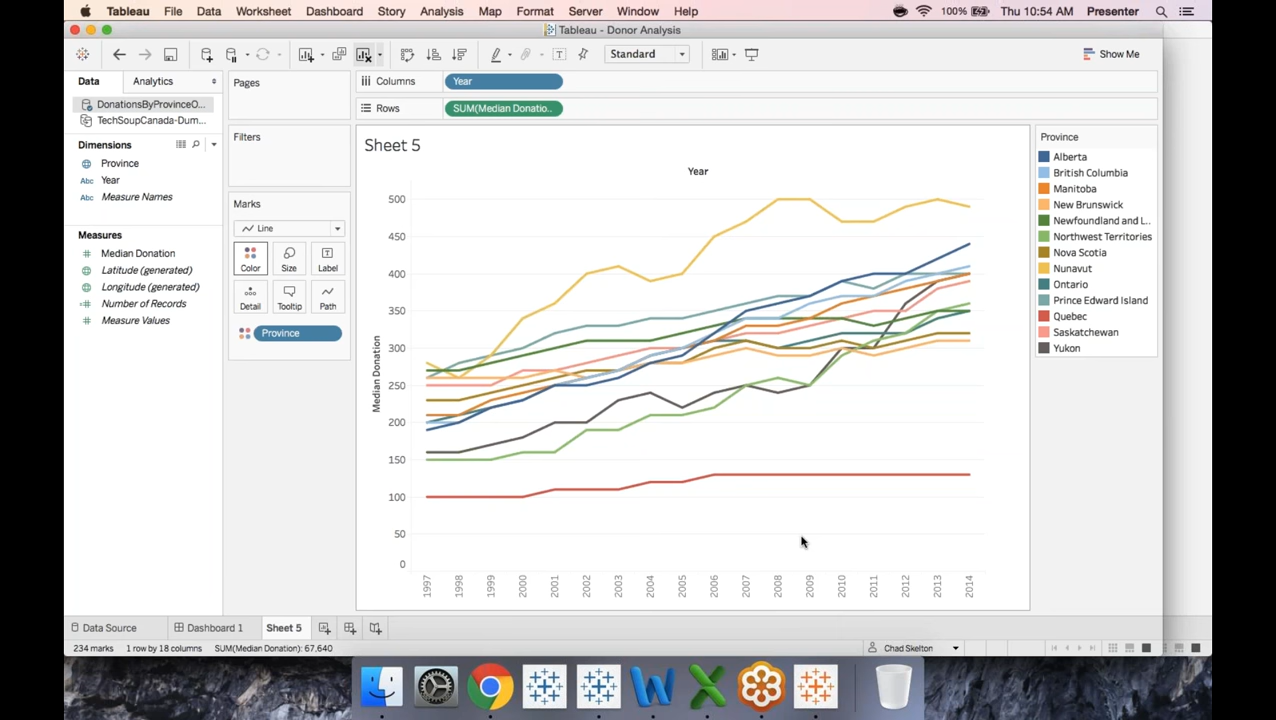 Tableau File Data Worksheet Dashboard Story Analysis Map Format Server Window Help 100% Thu 10:54 AM Presenter
Tableau - Donor Analysis
Standard Show Me
Data Analytics
DonationsByProvinceO...
TechSoupCanada-Dum...
Dimensions
Province
Abc Year
Abc Measure Names
Measures
Median Donation
Latitude (generated)
Longitude (generated)
Number of Records
Measure Values
Pages
Filters
Marks
Line
Color Size Label
Detail Tooltip Path
Province
Columns Year
Rows SUM(Median Donatio..
Sheet 5
Year
Median Donation
500
450
400
350
300
250
200
150
100
50
0
1997 1998 1999 2000 2001 2002 2003 2004 2005 2006 2007 2008 2009 2010 2011 2012 2013 2014
Province
Alberta
British Columbia
Manitoba
New Brunswick
Newfoundland and L..
Northwest Territories
Nova Scotia
Nunavut
Ontario
Prince Edward Island
Quebec
Saskatchewan
Yukon
Data Source Dashboard 1 Sheet 5
234 marks 1 row by 18 columns SUM(Median Donation): 67,640 Chad Skelton